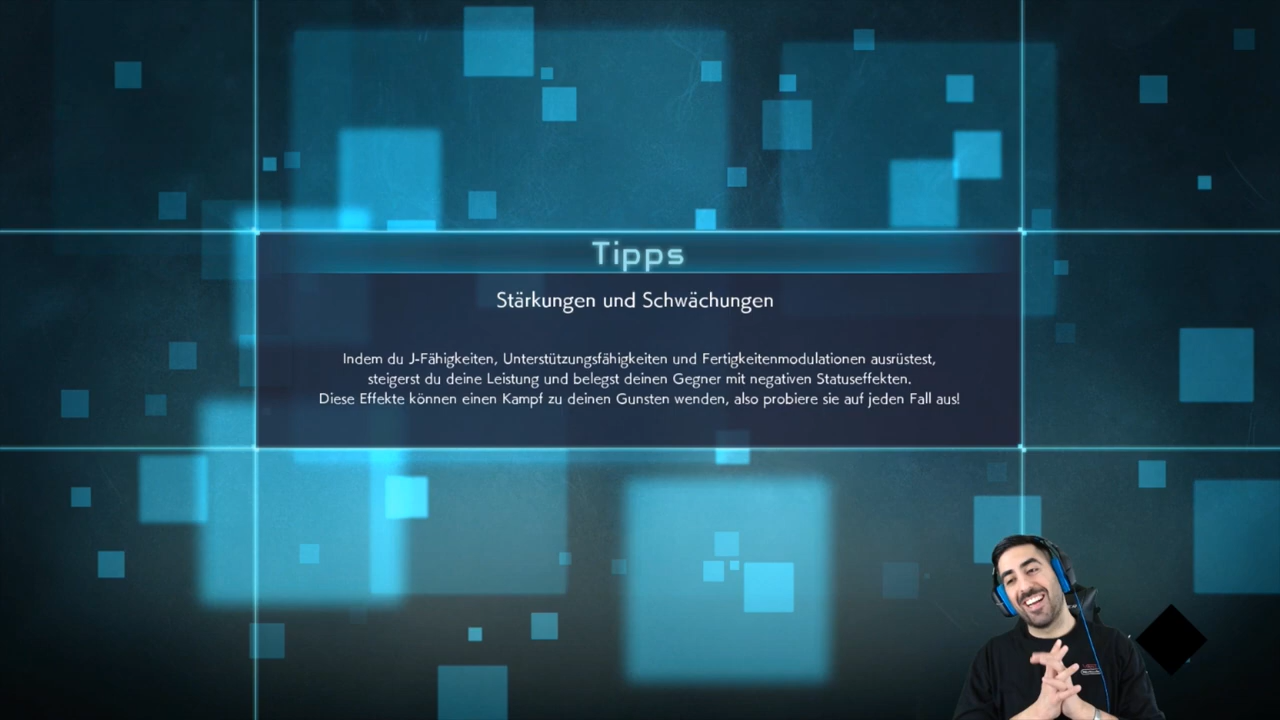 Tipps
Stärkungen und Schwächungen
Indem du J-Fähigkeiten, Unterstützungsfähigkeiten und Fertigkeitenmodulationen ausrüstest,
steigerst du deine Leistung und belegst deinen Gegner mit negativen Statuseffekten.
Diese Effekte können einen Kampf zu deinen Gunsten wenden, also probiere sie auf jeden Fall aus!